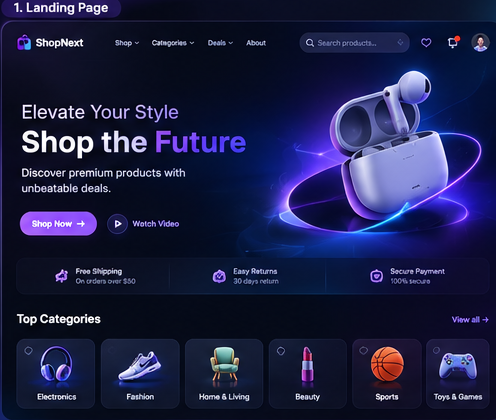 1. Landing Page
ShopNext
Shop
Categories
Deals
About
Search products...
Elevate Your Style
Shop the Future
Discover premium products with
unbeatable deals.
Shop Now →
Watch Video
Free Shipping
On orders over $50
Easy Returns
30 days return
Secure Payment
100% secure
Top Categories
View all →
Electronics
Fashion
Home & Living
Beauty
Sports
Toys & Games